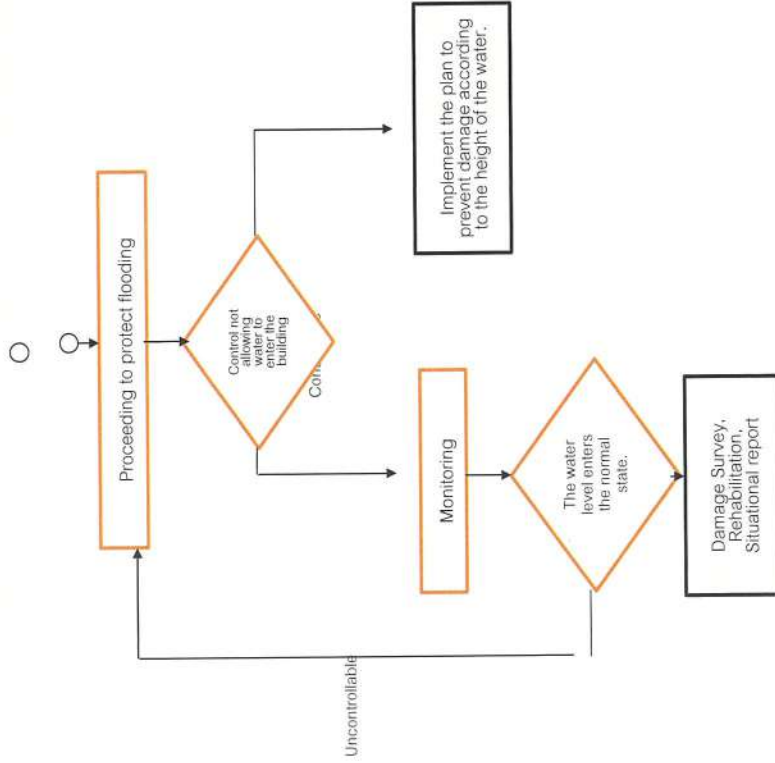 Proceeding to protect flooding
Control not
allowing
water to
enter the
building
Implement the plan to
prevent damage according
to the height of the water.
Monitoring
The water
level enters
the normal
state.
Uncontrollable
Damage Survey,
Rehabilitation,
Situational report